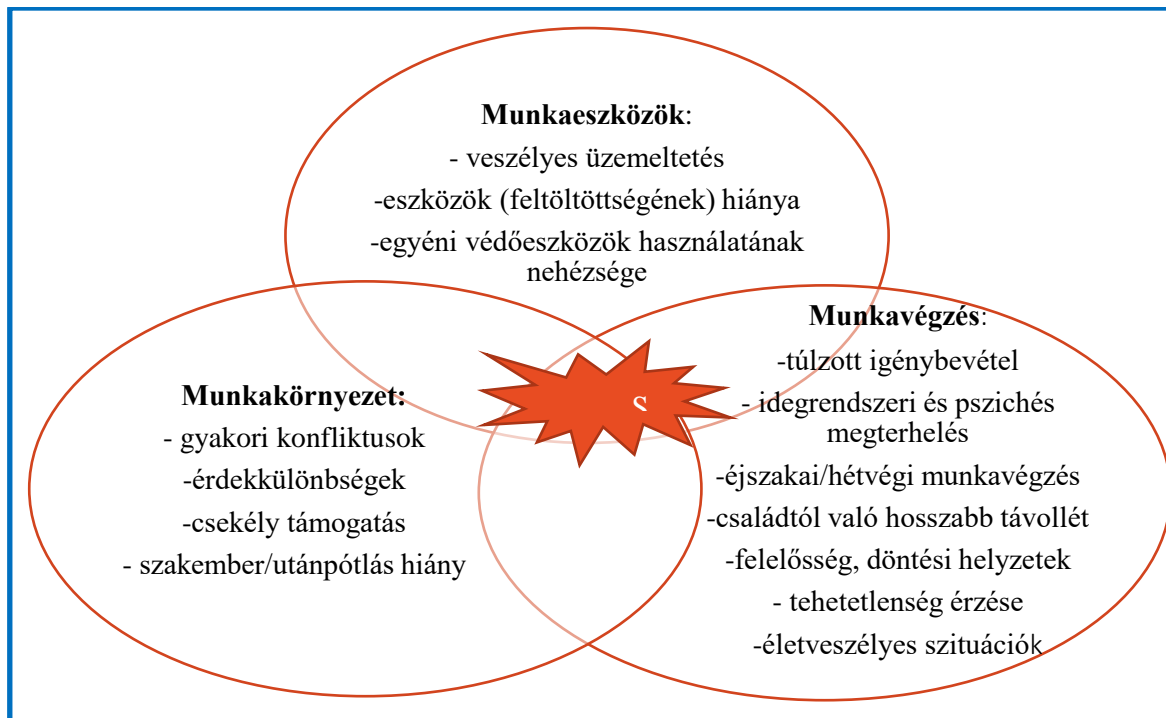 Munkaeszközök:
- veszélyes üzemeltetés
-eszközök (feltöltöttségének) hiánya
-egyéni védőeszközök használatának
nehézsége
Munkakörnyezet:
- gyakori konfliktusok
-érdekkülönbségek
-csekély támogatás
- szakember/utánpótlás hiány
S
Munkavégzés:
-túlzott igénybevétel
- idegrendszeri és pszichés
megterhelés
-éjszakai/hétvégi munkavégzés
-családtól való hosszabb távollét
-felelősség, döntési helyzetek
- tehetetlenség érzése
-életveszélyes szituációk